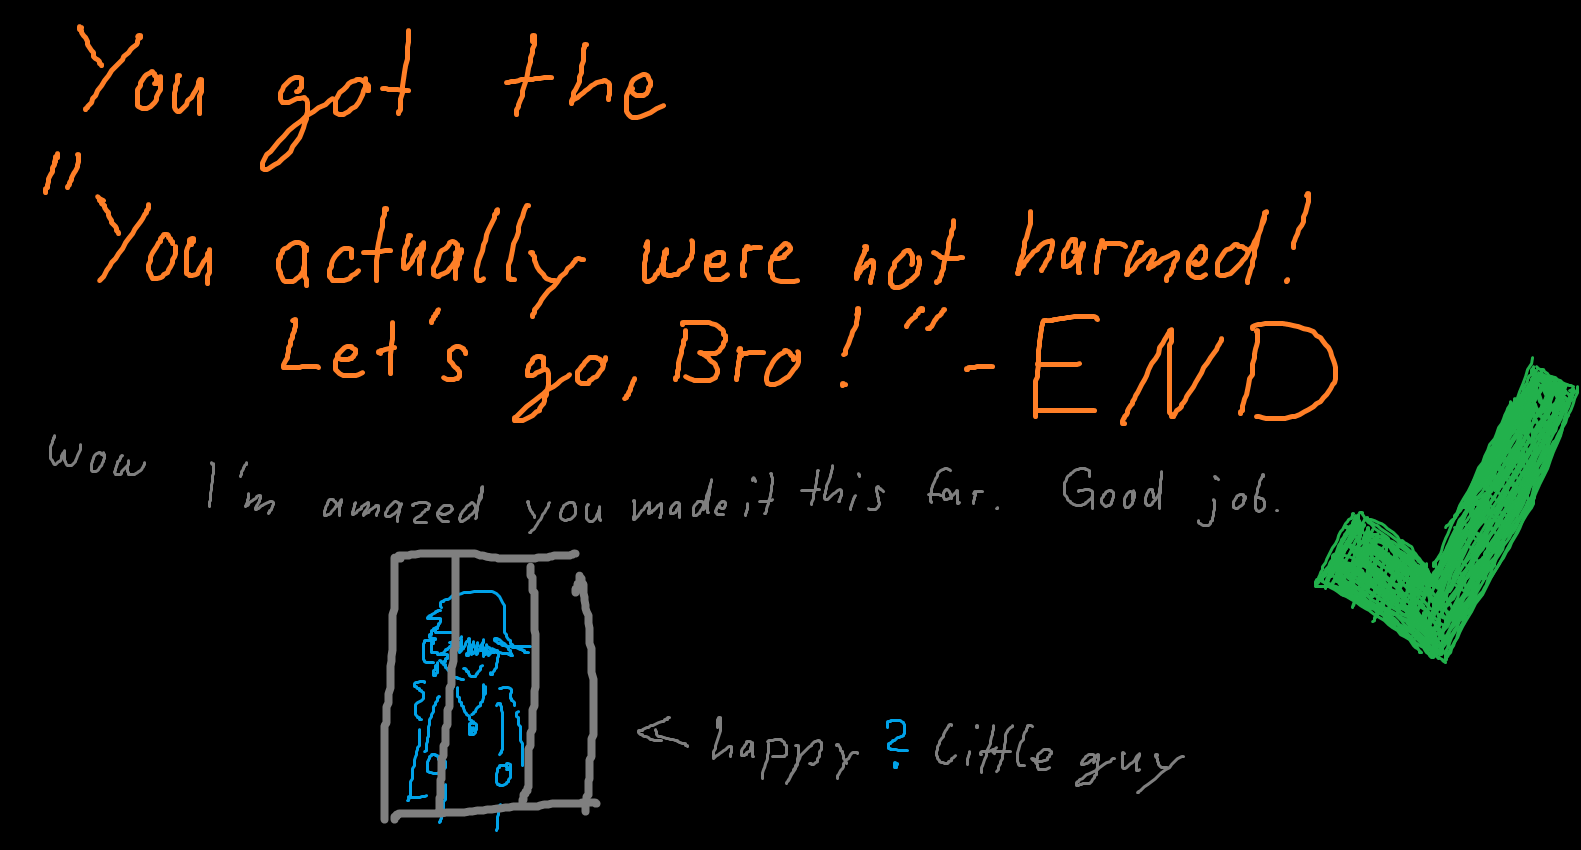 You got the
"You actually were not harmed!
Let's go, Bro!" - END
wow I'm amazed you made it this far. Good job.
< happy ? little guy